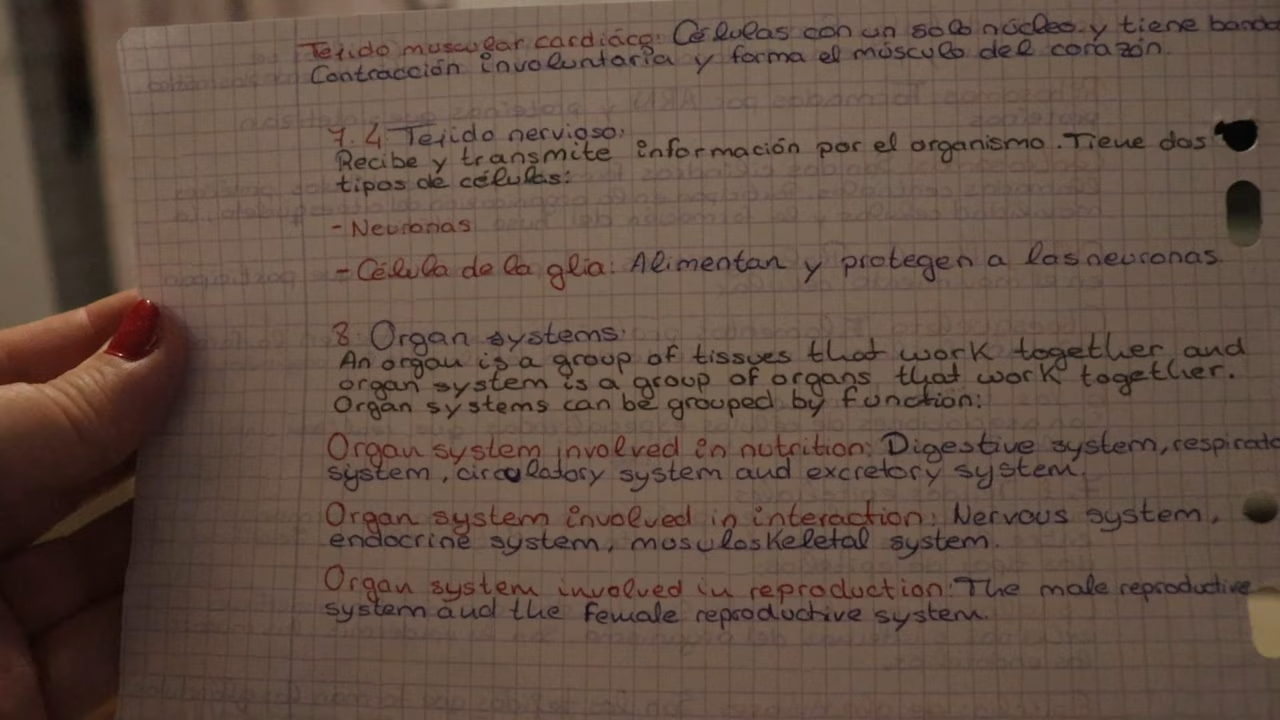 Tejido muscular cardiáco: Células con un solo núcleo y tiene banda
Contracción involuntaria y forma el músculo del corazón.
7.4 Tejido nervioso:
Recibe y transmite información por el organismo. Tiene dos
tipos de células:
- Neuronas
- Célula de la glia: Alimentan y protegen a las neuronas
8. Organ systems:
An organ is a group of tissues that work together, and
organ system is a group of organs that work together.
Organ systems can be grouped by function:
Organ system involved in nutrition: Digestive system, respirato
system, circulatory system and excretory system.
Organ system involved in interaction: Nervous system,
endocrine system, mosculoskeletal system.
Organ system involved in reproduction: The male reproductive
system and the female reproductive system.